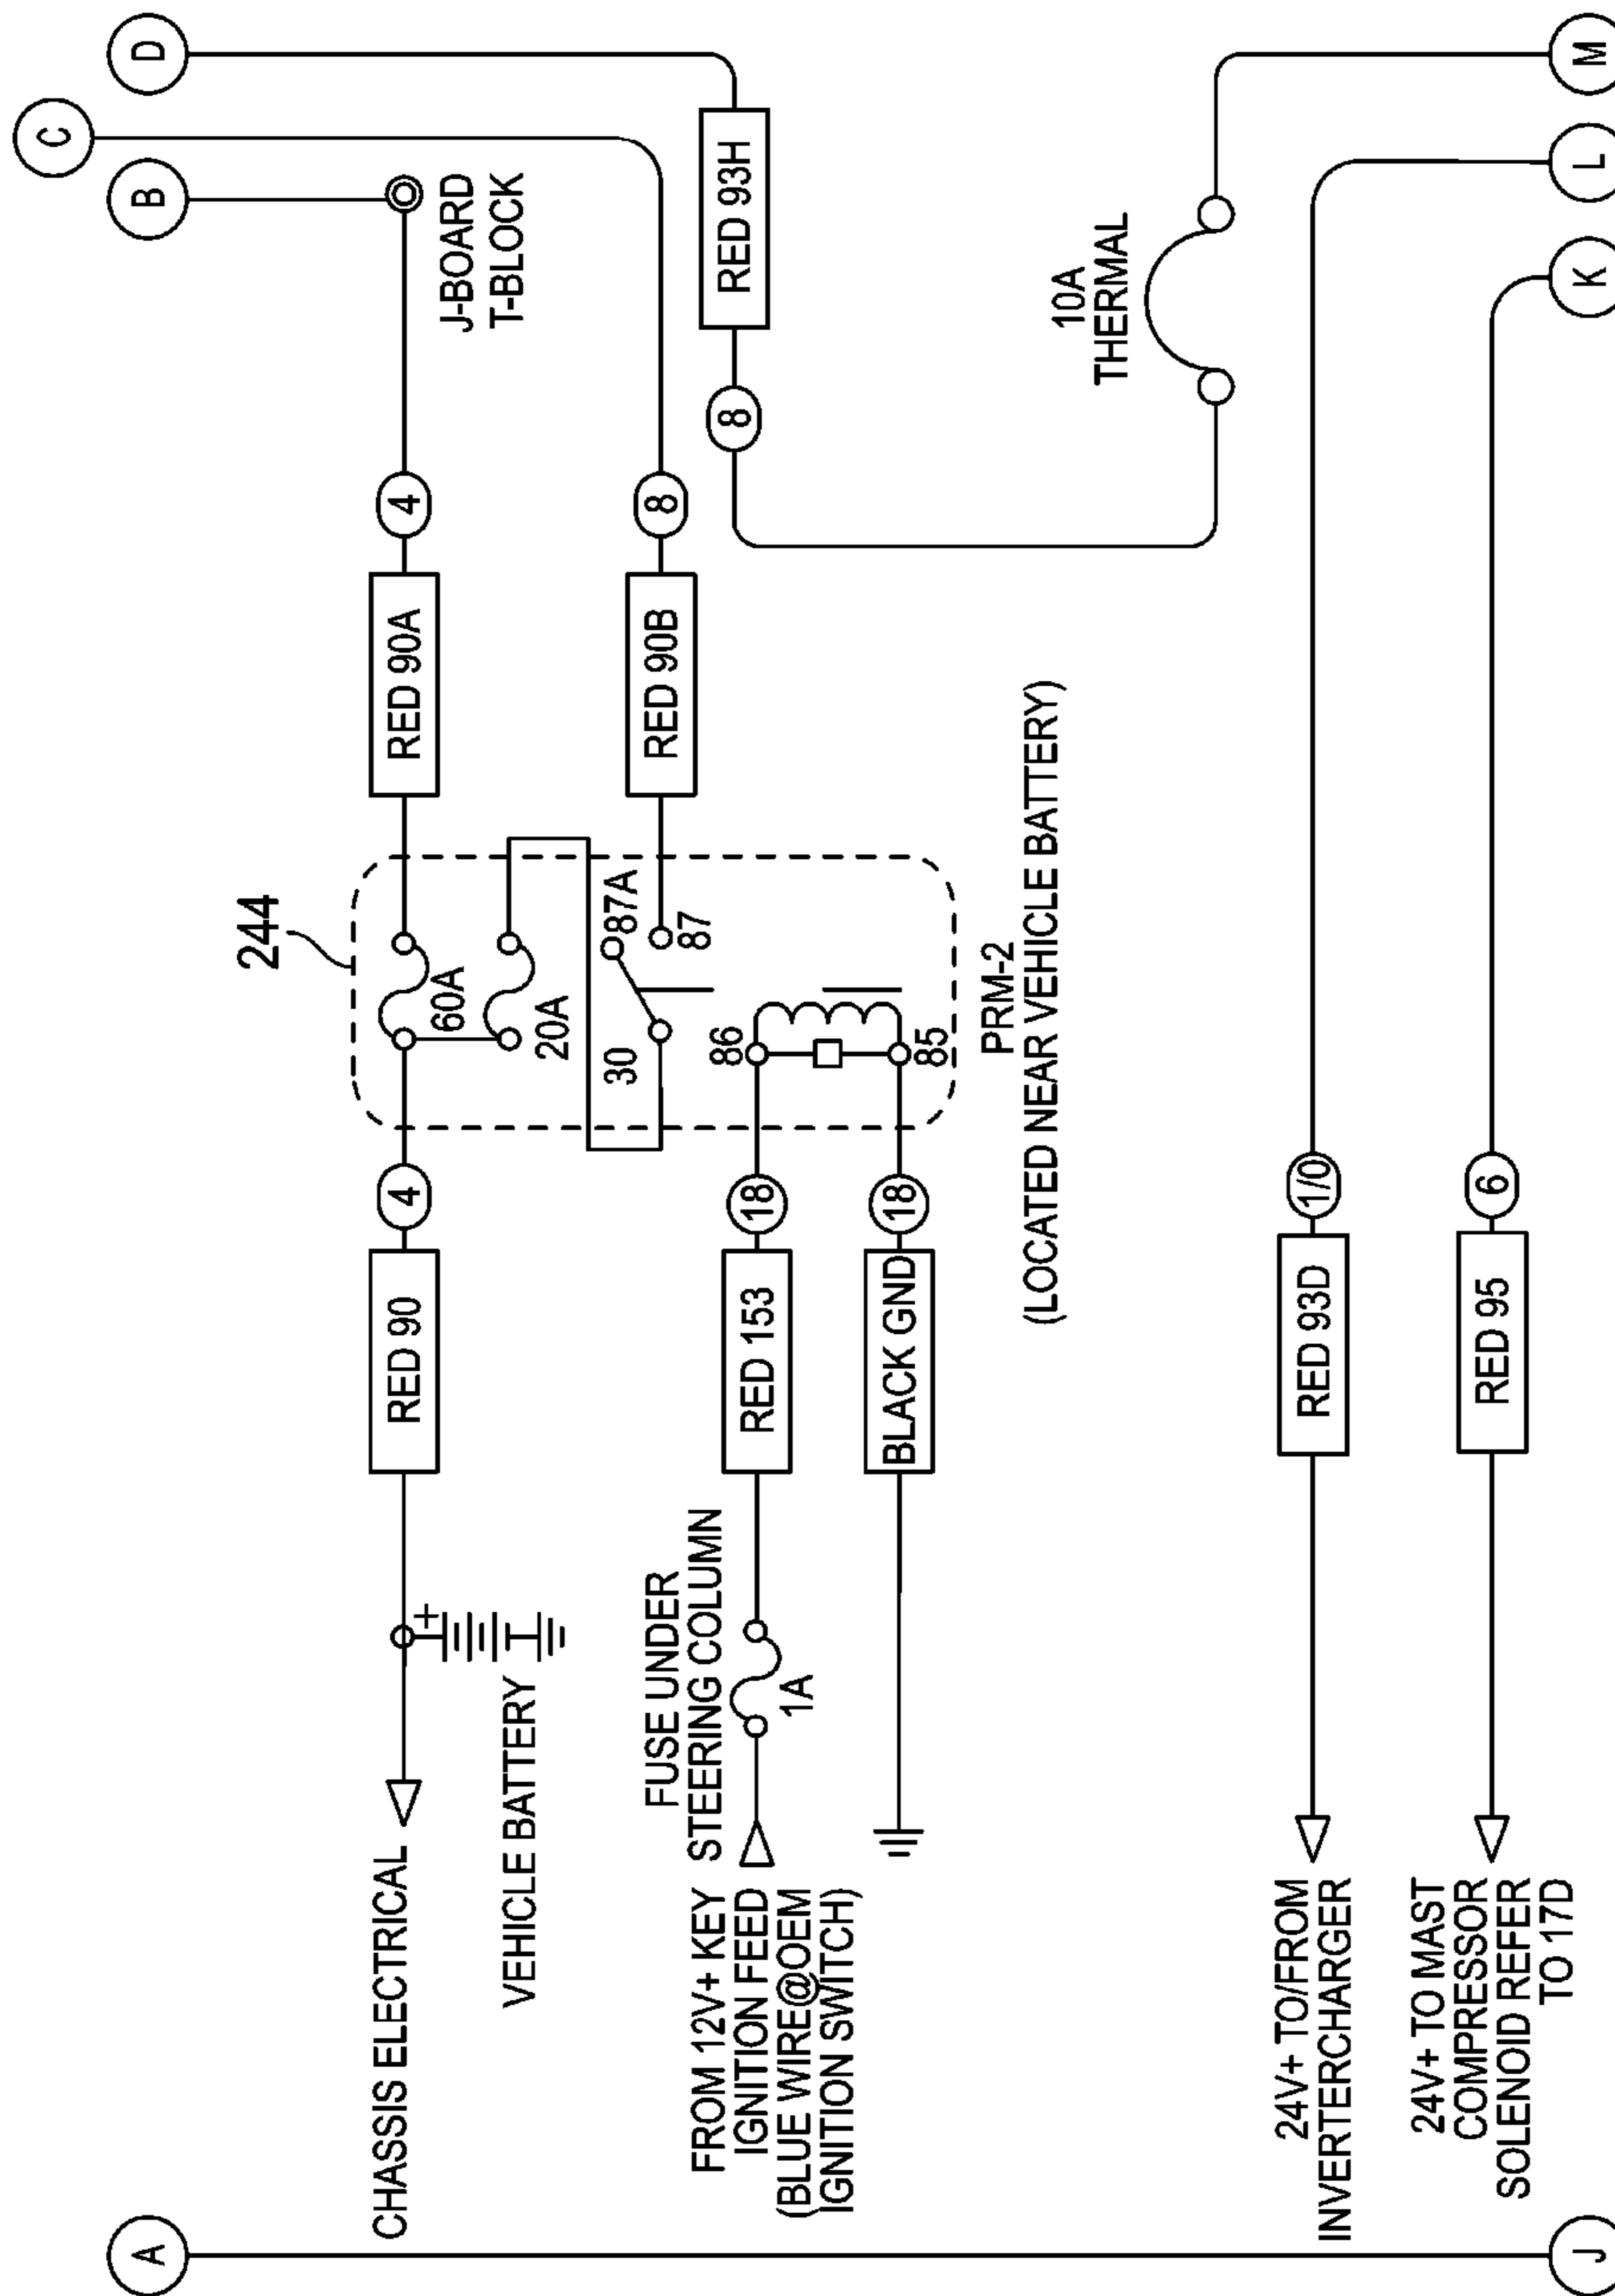 A
B
C
D
CHASSIS ELECTRICAL
VEHICLE BATTERY
+
RED 90
4
244
60A
20A
RED 90A
4
J-BOARD
T-BLOCK
30
87A
87
RED 90B
8
FROM 12V+ KEY
IGNITION FEED
(BLUE WIRE@OEM
IGNITION SWITCH)
FUSE UNDER
STEERING COLUMN
1A
RED 153
18
86
85
BLACK GND
18
PRM-2
(LOCATED NEAR VEHICLE BATTERY)
8
RED 93H
10A
THERMAL
24V+ TO/FROM
INVERTERCHARGER
RED 93D
1/0
24V+ TO MAST
COMPRESSOR
SOLENOID REFER
TO 17D
RED 95
6
J
K
L
M